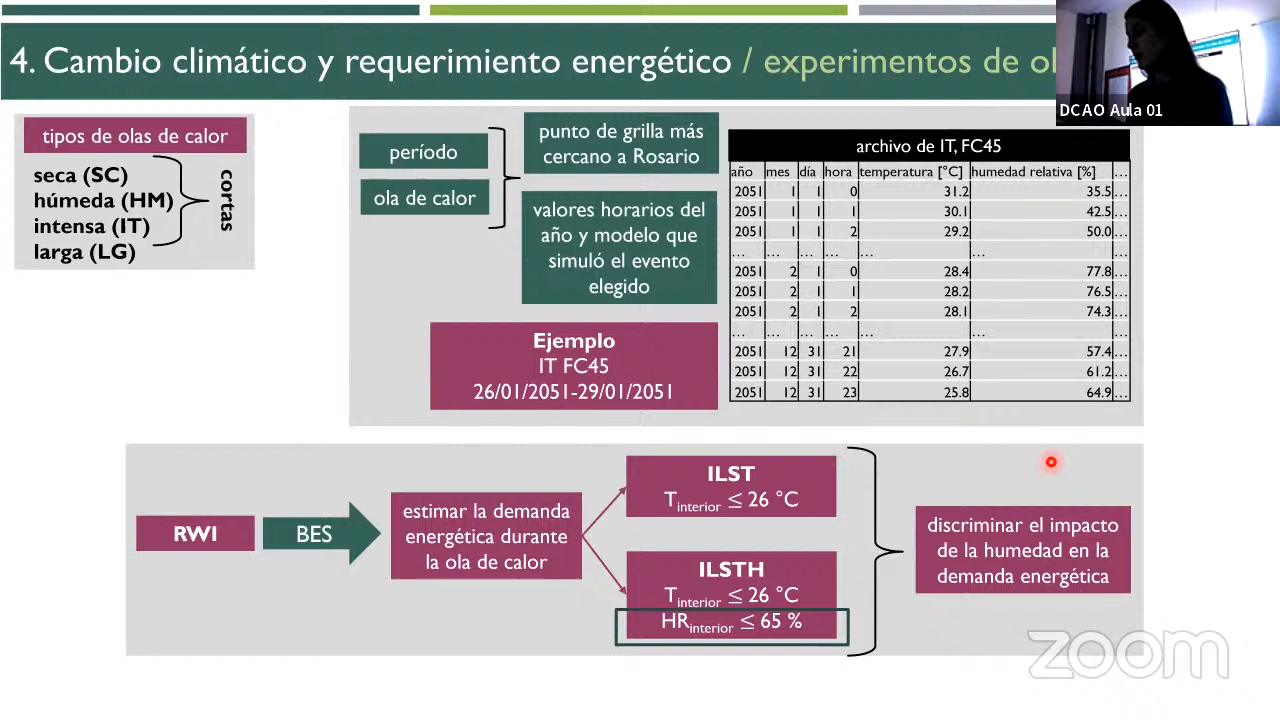 4. Cambio climático y requerimiento energético / experimentos de ol
DCAO Aula 01
tipos de olas de calor
seca (SC)
húmeda (HM)
intensa (IT)
larga (LG)
cortas
período
ola de calor
punto de grilla más
cercano a Rosario
valores horarios del
año y modelo que
simuló el evento
elegido
Ejemplo
IT FC45
26/01/2051-29/01/2051
archivo de IT, FC45
año mes día hora temperatura [°C] humedad relativa [%] ...
2051 1 1 0 31.2 35.5 ...
2051 1 1 1 30.1 42.5 ...
2051 1 1 2 29.2 50.0 ...
... ... ... ... ... ... ...
2051 2 1 0 28.4 77.8 ...
2051 2 1 1 28.2 76.5 ...
2051 2 1 2 28.1 74.3 ...
... ... ... ... ... ... ...
2051 12 31 21 27.9 57.4 ...
2051 12 31 22 26.7 61.2 ...
2051 12 31 23 25.8 64.9 ...
RWI
BES
estimar la demanda
energética durante
la ola de calor
ILST
Tinterior ≤ 26 °C
ILSTH
Tinterior ≤ 26 °C
HRinterior ≤ 65 %
discriminar el impacto
de la humedad en la
demanda energética
zoom